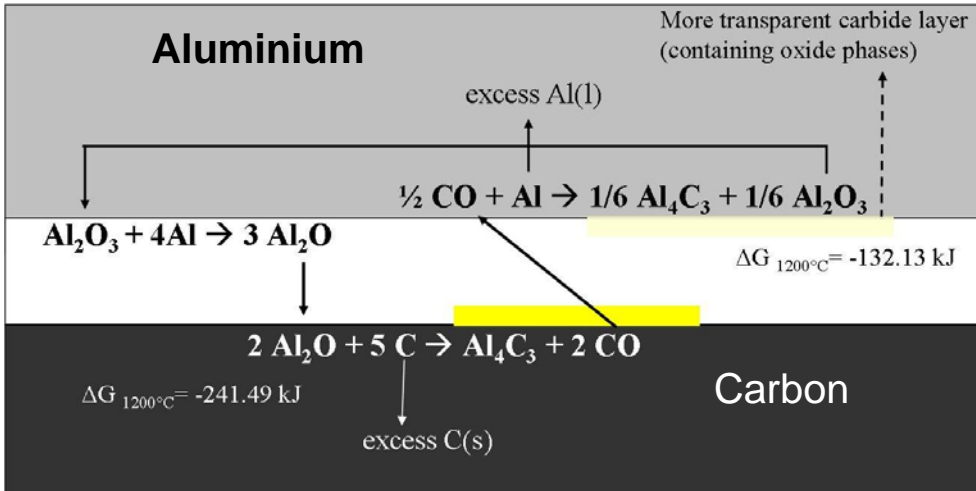 Aluminium
More transparent carbide layer
(containing oxide phases)
excess Al(l)
½ CO + Al → 1/6 Al₄C₃ + 1/6 Al₂O₃
Al₂O₃ + 4Al → 3 Al₂O
ΔG 1200°C = -132.13 kJ
2 Al₂O + 5 C → Al₄C₃ + 2 CO
ΔG 1200°C = -241.49 kJ
Carbon
excess C(s)